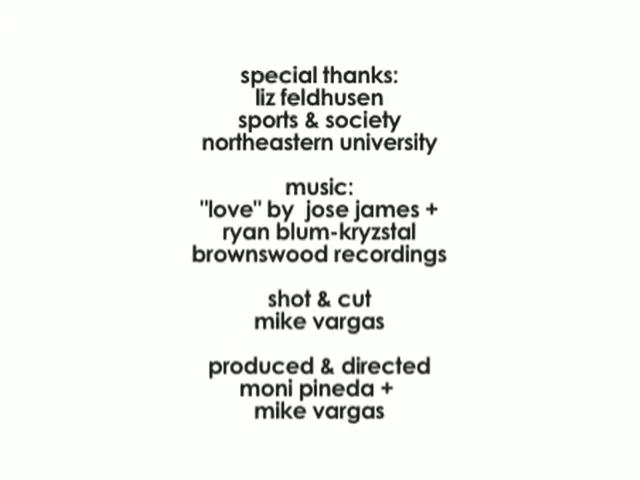 special thanks:
liz feldhusen
sports & society
northeastern university
music:
"love" by  jose james +
ryan blum-kryzstal
brownswood recordings
shot & cut
mike vargas
produced & directed
moni pineda +
mike vargas